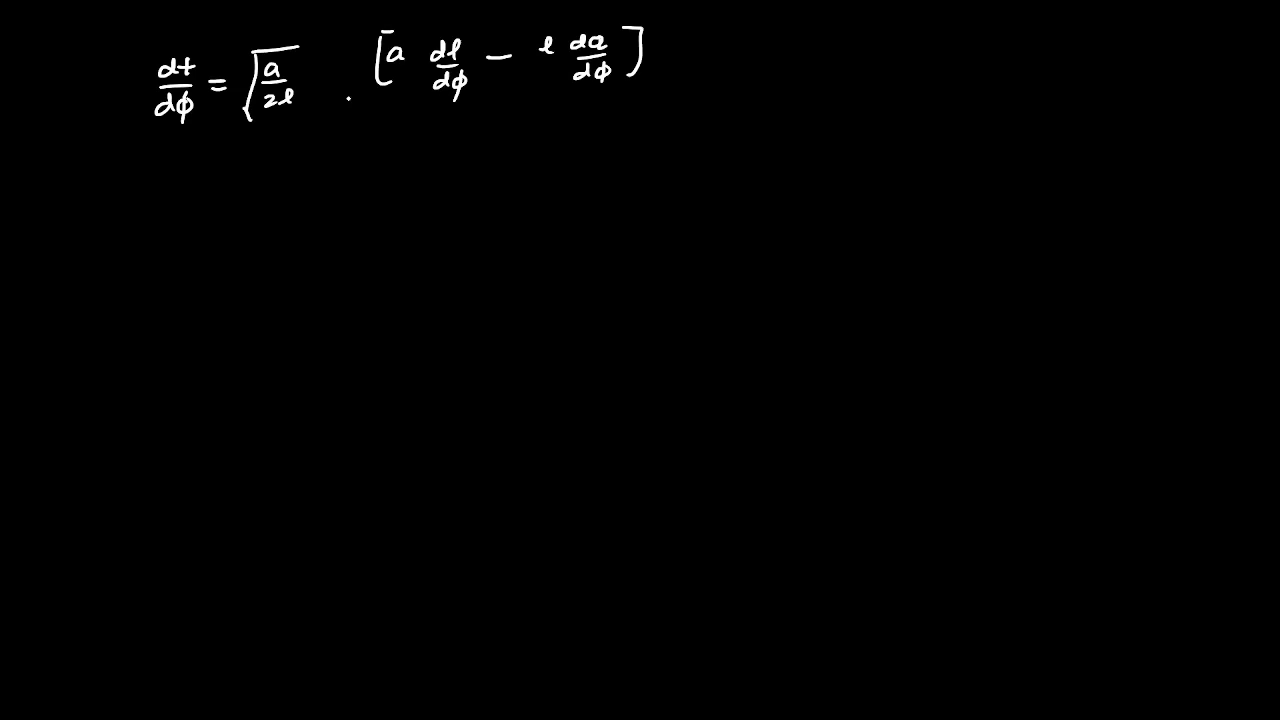 dt/dφ = √(a/2l) . [a dl/dφ − l da/dφ]